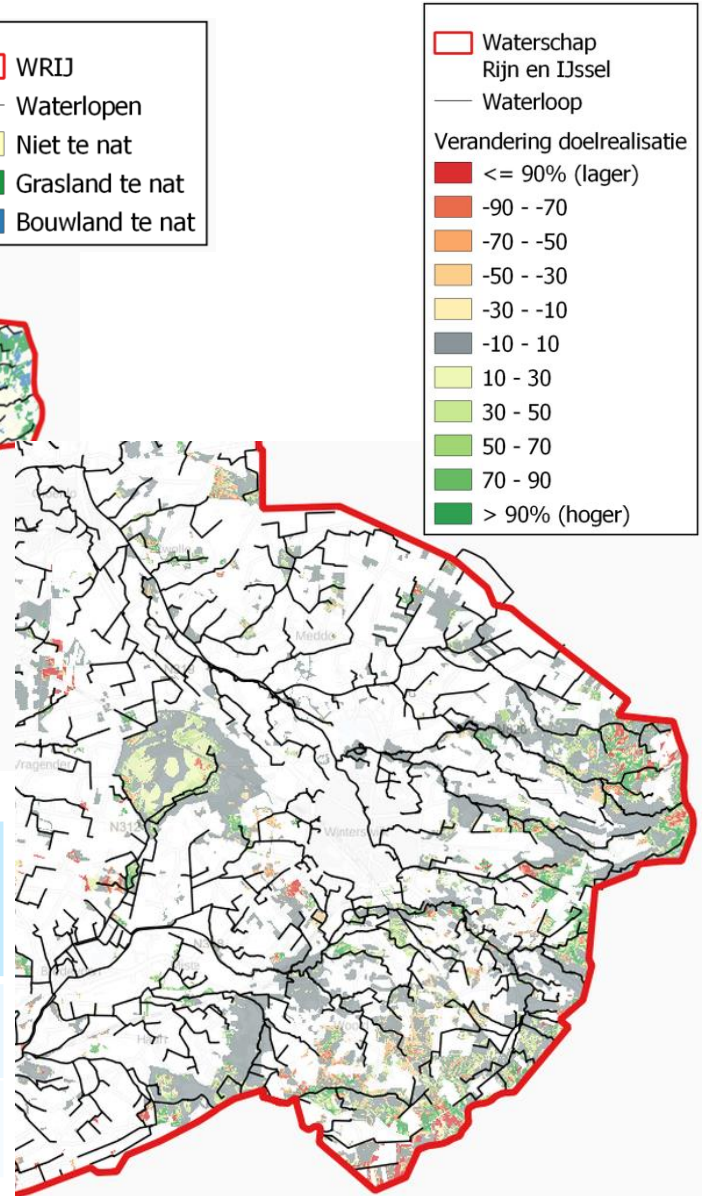 WRIJ
Waterlopen
Niet te nat
Grasland te nat
Bouwland te nat
Waterschap
Rijn en IJssel
Waterloop
Verandering doelrealisatie
<= 90% (lager)
-90 - -70
-70 - -50
-50 - -30
-30 - -10
-10 - 10
10 - 30
30 - 50
50 - 70
70 - 90
> 90% (hoger)
Meddo
Vragender
N312